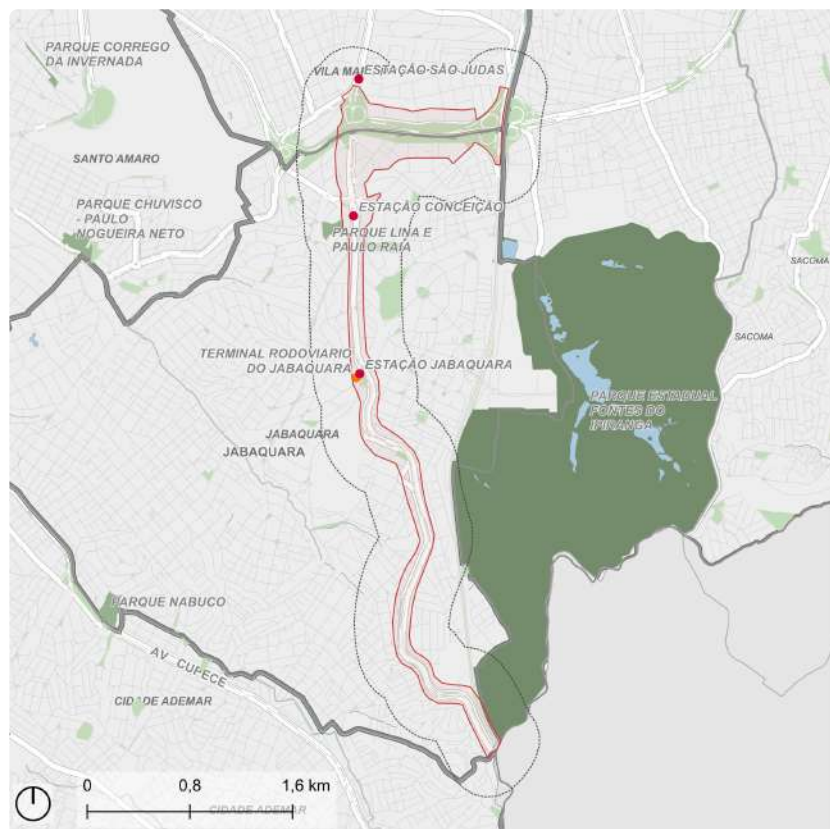 PARQUE CORREGO
DA INVERNADA
VILA MA
ESTAÇÃO SÃO JUDAS
SANTO AMARO
PARQUE CHUVISCO
- PAULO
NOGUEIRA NETO
ESTAÇÃO CONCEIÇÃO
PARQUE LINA E
PAULO RAIA
SACOMA
SACOMA
TERMINAL RODOVIARIO
DO JABAQUARA
ESTAÇÃO JABAQUARA
PARQUE ESTADUAL
FONTES DO
IPIRANGA
JABAQUARA
JABAQUARA
PARQUE NABUCO
AV CUPECE
CIDADE ADEMAR
0 0,8 1,6 km
CIDADE ADEMAR